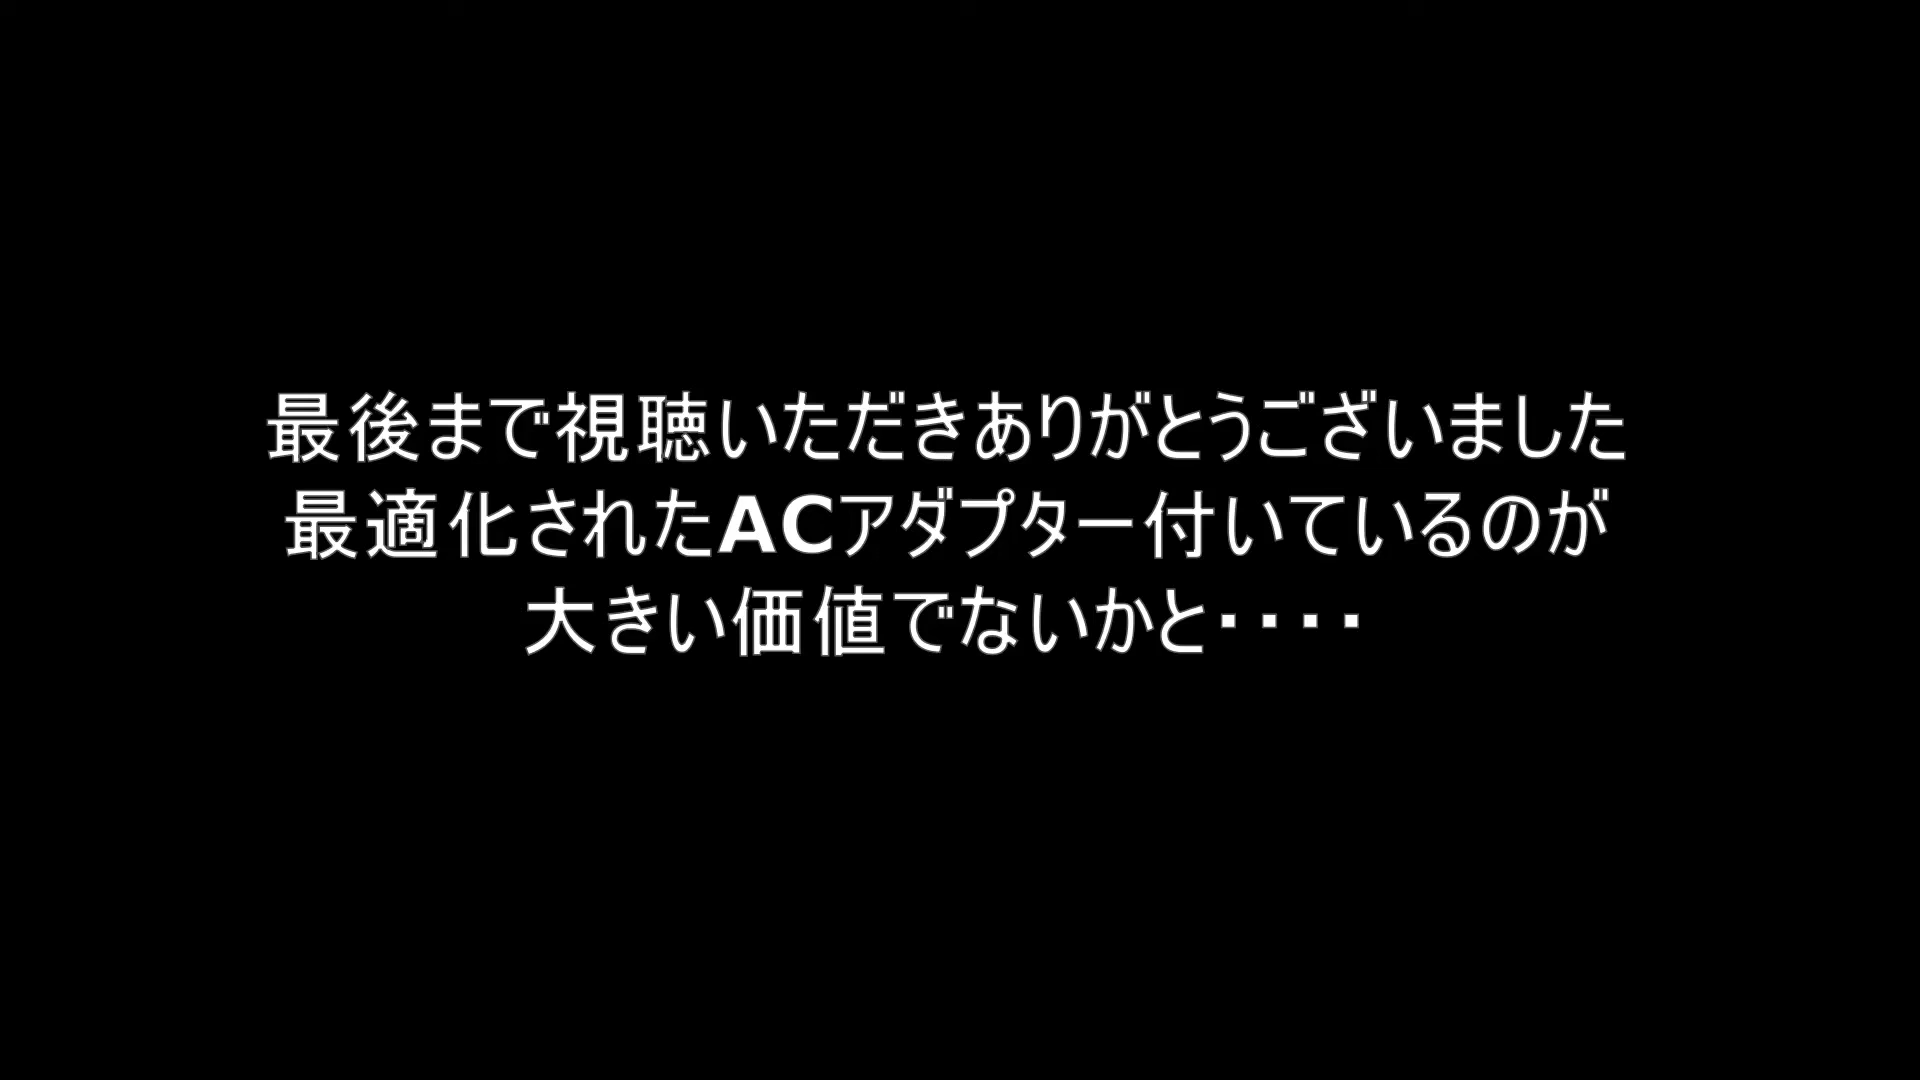 最後まで視聴いただきありがとうございました
最適化されたACアダプター付いているのが
大きい価値でないかと････